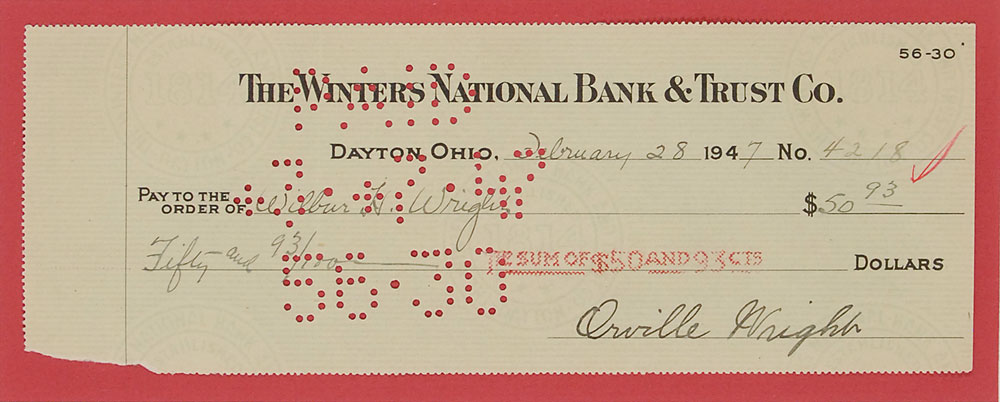 56-30
THE WINTERS NATIONAL BANK & TRUST CO.
DAYTON, OHIO, February 28 1947 No. 4218
PAY TO THE ORDER OF Wilbur H. Wright $50 93
Fifty and 93/100 THE SUM OF $50 AND 93 CTS DOLLARS
56-30
Orville Wright